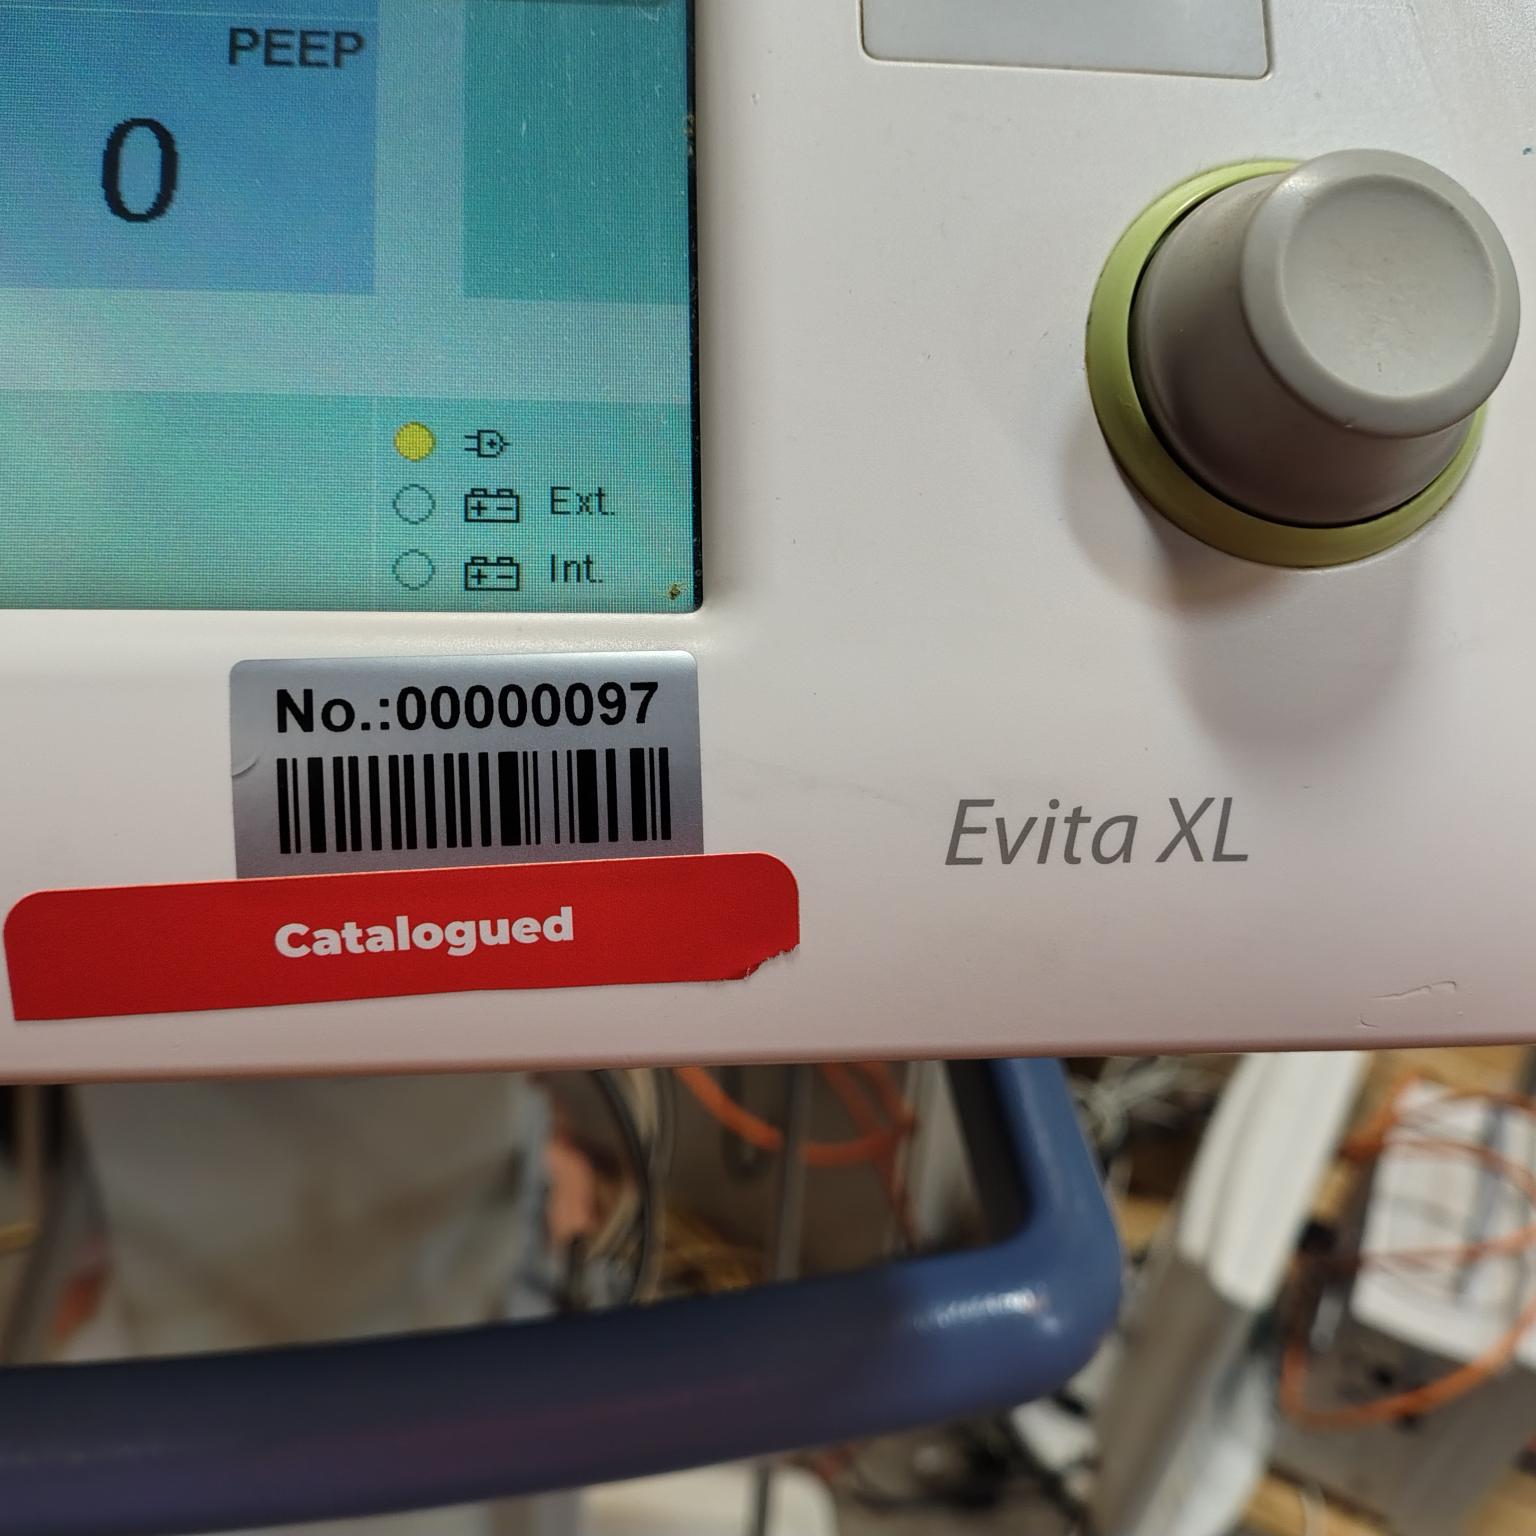 PEEP
0
Ext.
Int.
No.:00000097
Evita XL
Catalogued